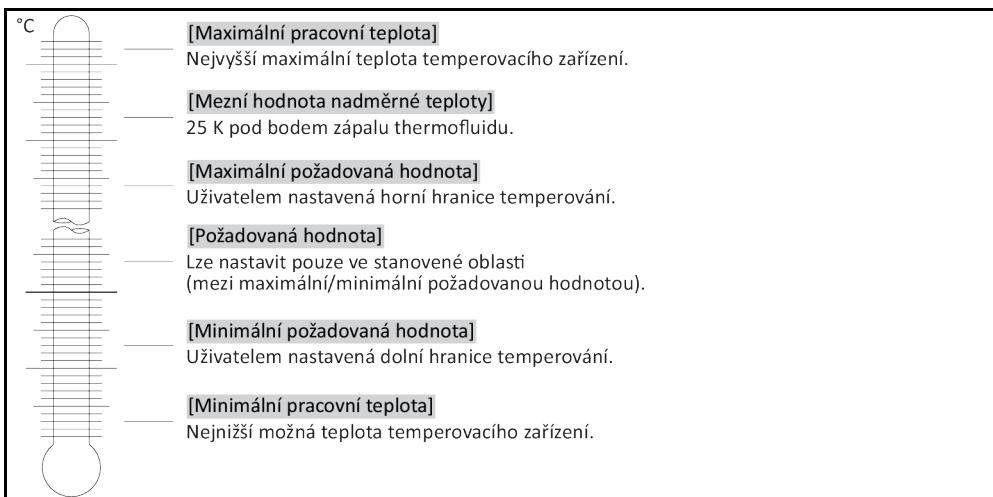 °C
[Maximální pracovní teplota]
Nejvyšší maximální teplota temperovacího zařízení.
[Mezní hodnota nadměrné teploty]
25 K pod bodem zápalu thermofluidu.
[Maximální požadovaná hodnota]
Uživatelem nastavená horní hranice temperování.
[Požadovaná hodnota]
Lze nastavit pouze ve stanovené oblasti
(mezi maximální/minimální požadovanou hodnotou).
[Minimální požadovaná hodnota]
Uživatelem nastavená dolní hranice temperování.
[Minimální pracovní teplota]
Nejnižší možná teplota temperovacího zařízení.